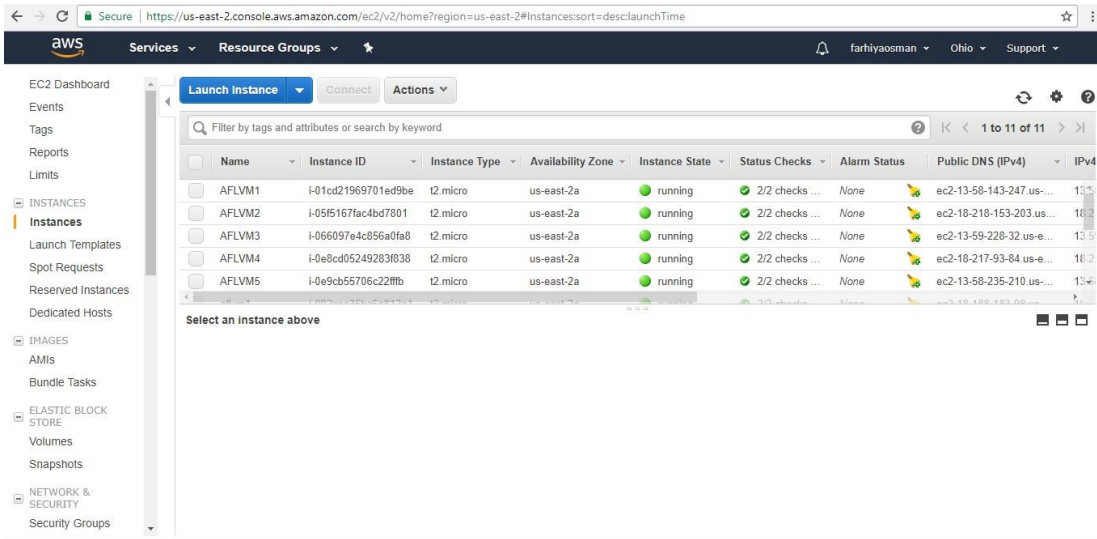 Secure | https://us-east-2.console.aws.amazon.com/ec2/v2/home?region=us-east-2#Instances:sort=desc:launchTime
aws Services Resource Groups farhiyaosman Ohio Support
EC2 Dashboard
Events
Tags
Reports
Limits
INSTANCES
Instances
Launch Templates
Spot Requests
Reserved Instances
Dedicated Hosts
IMAGES
AMIs
Bundle Tasks
ELASTIC BLOCK
STORE
Volumes
Snapshots
NETWORK &
SECURITY
Security Groups
Launch Instance Connect Actions
Filter by tags and attributes or search by keyword 1 to 11 of 11
Name Instance ID Instance Type Availability Zone Instance State Status Checks Alarm Status Public DNS (IPv4) IPv4
AFLVM1 i-01cd21969701ed9be t2.micro us-east-2a running 2/2 checks ... None ec2-13-58-143-247.us-...
AFLVM2 i-05f5167fac4bd7801 t2.micro us-east-2a running 2/2 checks ... None ec2-18-218-153-203.us... 18.2
AFLVM3 i-066097e4c856a0fa8 t2.micro us-east-2a running 2/2 checks ... None ec2-13-59-228-32.us-e... 13.5
AFLVM4 i-0e8cd05249283f838 t2.micro us-east-2a running 2/2 checks ... None ec2-18-217-93-84.us-e... 18.2
AFLVM5 i-0e9cb55706c22fffb t2.micro us-east-2a running 2/2 checks ... None ec2-13-58-235-210.us-...
Select an instance above